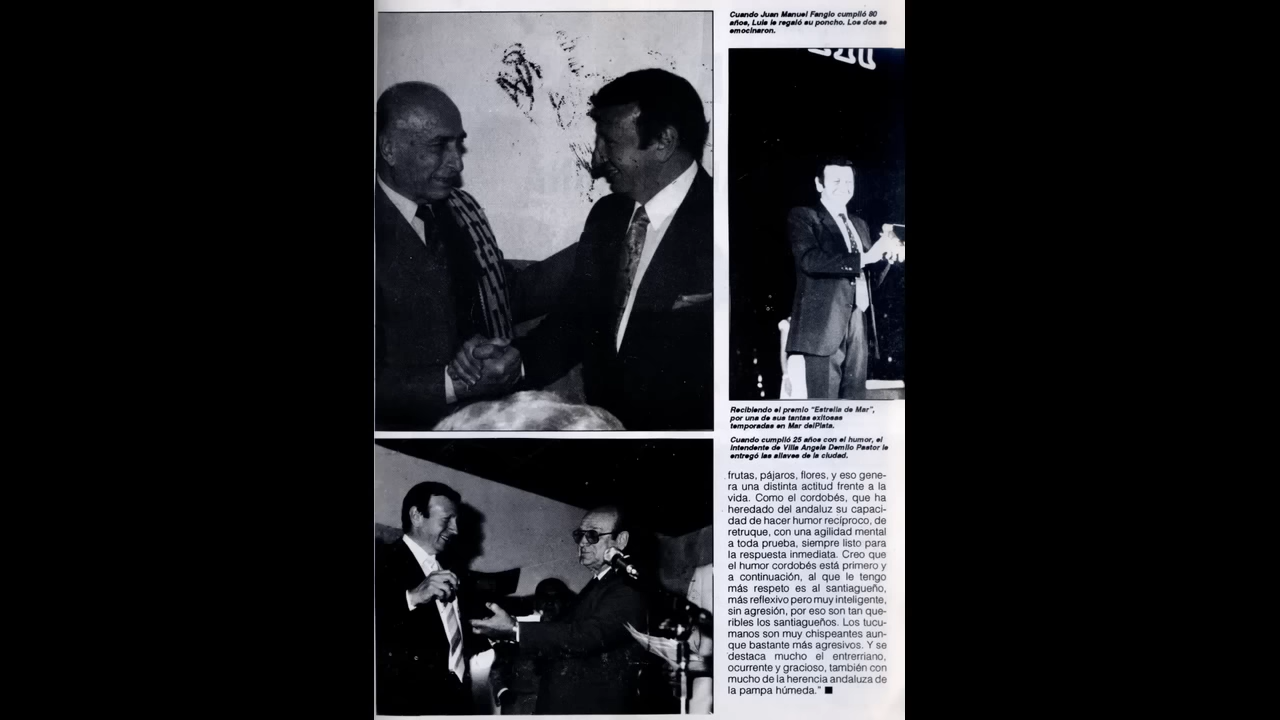 Cuando Juan Manuel Fangio cumplió 80
años, Luis le regaló su poncho. Los dos se
emocinaron.
Recibiendo el premio "Estrella de Mar",
por una de sus tantas exitosas
temporadas en Mar delPlata.
Cuando cumplió 25 años con el humor, el
intendente de Villa Angela Demilo Pastor le
entregó las allaves de la ciudad.
frutas, pájaros, flores, y eso gene-
ra una distinta actitud frente a la
vida. Como el cordobés, que ha
heredado del andaluz su capaci-
dad de hacer humor recíproco, de
retruque, con una agilidad mental
a toda prueba, siempre listo para
la respuesta inmediata. Creo que
el humor cordobés está primero y
a continuación, al que le tengo
más respeto es al santiagueño,
más reflexivo pero muy inteligente,
sin agresión, por eso son tan que-
ribles los santiagueños. Los tucu-
manos son muy chispeantes aun-
que bastante más agresivos. Y se
destaca mucho el entrerriano,
ocurrente y gracioso, también con
mucho de la herencia andaluza de
la pampa húmeda." ■